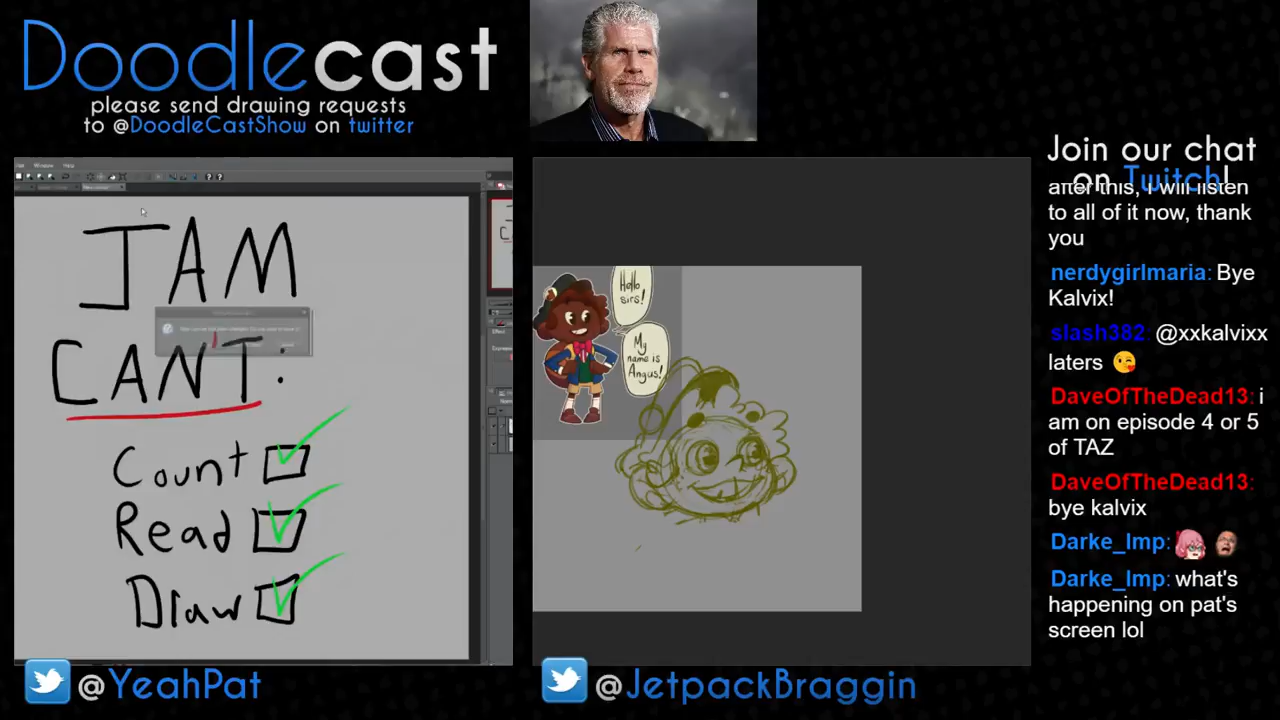 Doodlecast
please send drawing requests
to @DoodleCastShow on twitter
Window Help
JAM
CAN'T:
Count
Read
Draw
@YeahPat
Hello
sirs!
My
name is
Angus!
@JetpackBraggin
Join our chat
on Twitch!
after this, I will listen
to all of it now, thank
you
nerdygirlmaria: Bye
Kalvix!
slash382: @xxkalvixx
laters
DaveOfTheDead13: i
am on episode 4 or 5
of TAZ
DaveOfTheDead13:
bye kalvix
Darke_Imp:
Darke_Imp: what's
happening on pat's
screen lol